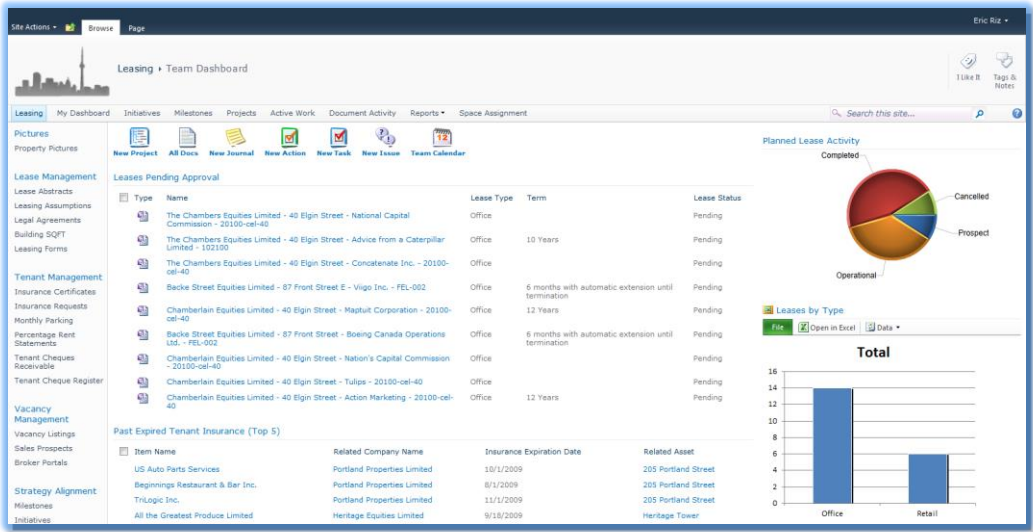 Eric Riz
Site Actions Browse Page
Leasing Team Dashboard
I Like It
Tags &
Notes
Leasing My Dashboard Initiatives Milestones Projects Active Work Document Activity Reports Space Assignment Search this site...
Pictures
Property Pictures
Lease Management
Lease Abstracts
Leasing Assumptions
Legal Agreements
Building SQFT
Leasing Forms
Tenant Management
Insurance Certificates
Insurance Requests
Monthly Parking
Percentage Rent
Statements
Tenant Cheques
Receivable
Tenant Cheque Register
Vacancy
Management
Vacancy Listings
Sales Prospects
Broker Portals
Strategy Alignment
Milestones
Initiatives
New Project All Docs New Journal New Action New Task New Issue 12 Team Calendar
Leases Pending Approval
Type Name Lease Type Term Lease Status
The Chambers Equities Limited - 40 Elgin Street - National Capital Office Pending
Commission - 20100-cel-40
The Chambers Equities Limited - 40 Elgin Street - Advice from a Caterpillar Office 10 Years Pending
Limited - 102100
The Chambers Equities Limited - 40 Elgin Street - Concatenate Inc. - 20100- Office Pending
cel-40
Backe Street Equities Limited - 87 Front Street E - Viigo Inc. - FEL-002 Office 6 months with automatic extension until Pending
termination
Chamberlain Equities Limited - 40 Elgin Street - Maptuit Corporation - 20100- Office 12 Years Pending
cel-40
Backe Street Equities Limited - 87 Front Street - Boeing Canada Operations Office 6 months with automatic extension until Pending
Ltd. - FEL-002 termination
Chamberlain Equities Limited - 40 Elgin Street - Nation's Capital Commission Office Pending
- 20100-cel-40
Chamberlain Equities Limited - 40 Elgin Street - Tulips - 20100-cel-40 Office Pending
Chamberlain Equities Limited - 40 Elgin Street - Action Marketing - 20100-cel- Office 12 Years Pending
40
Past Expired Tenant Insurance (Top 5)
Item Name Related Company Name Insurance Expiration Date Related Asset
US Auto Parts Services Portland Properties Limited 10/1/2009 205 Portland Street
Beginnings Restaurant & Bar Inc. Portland Properties Limited 8/1/2009 205 Portland Street
TriLogic Inc. Portland Properties Limited 11/1/2009 205 Portland Street
All the Greatest Produce Limited Heritage Equities Limited 9/18/2009 Heritage Tower
Planned Lease Activity
Completed
Cancelled
Prospect
Operational
Leases by Type
File Open in Excel Data
Total
16
14
12
10
8
6
4
2
0
Office Retail